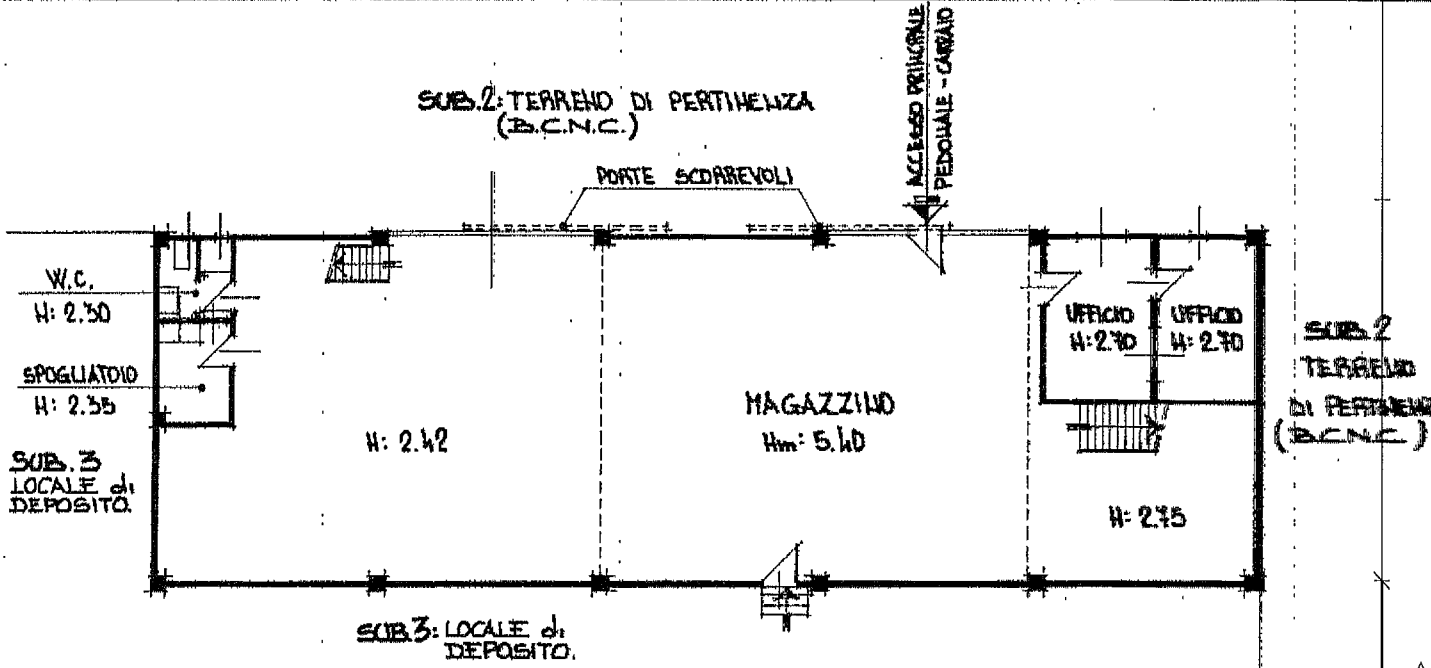 SUB.2: TERRENO DI PERTINENZA
(B.C.N.C.)
ACCESSO PRINCIPALE
PEDONALE - CARRAIO
PORTE SCORREVOLI
W.C.
H: 2.30
SPOGLIATOIO
H: 2.35
UFFICIO
H: 2.70
UFFICIO
H: 2.70
SUB 2
TERRENO
DI PERTINENZ
(B.C.N.C.)
MAGAZZINO
Hm: 5.40
H: 2.42
SUB. 3
LOCALE di
DEPOSITO.
H: 2.75
SUB.3: LOCALE di
DEPOSITO.